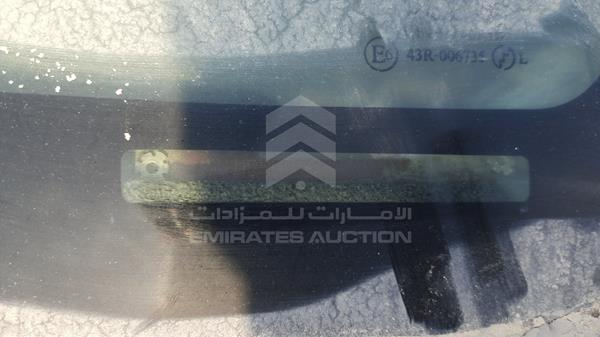 E6 43R-006735 F L
الامارات للمزادات
EMIRATES AUCTION